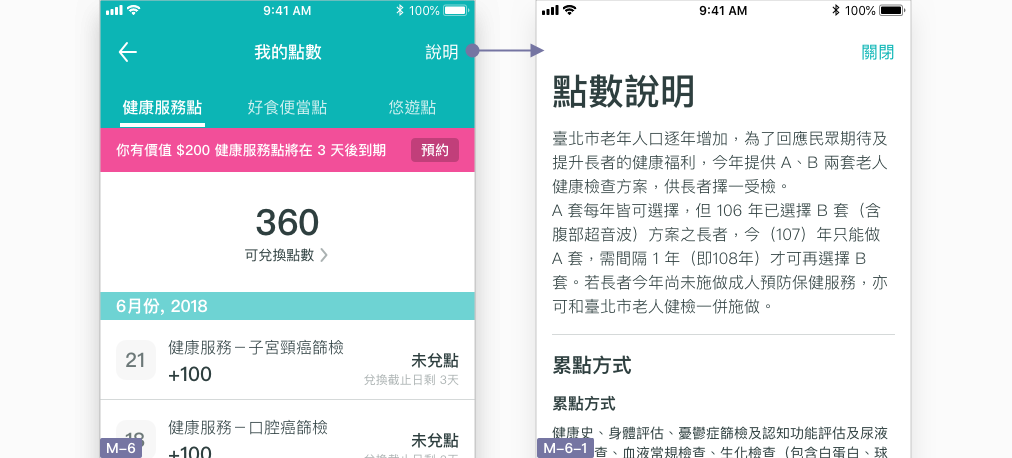 9:41 AM
100%
我的點數
說明
健康服務點
好食便當點
悠遊點
你有價值 $200 健康服務點將在 3 天後到期
預約
360
可兌換點數
6月份, 2018
21
健康服務－子宮頸癌篩檢
+100
未兌點
兌換截止日剩 3天
健康服務－口腔癌篩檢
+100
未兌點
M-6
9:41 AM
100%
關閉
點數說明
臺北市老年人口逐年增加，為了回應民眾期待及
提升長者的健康福利，今年提供 A、B 兩套老人
健康檢查方案，供長者擇一受檢。
A 套每年皆可選擇，但 106 年已選擇 B 套（含
腹部超音波）方案之長者，今（107）年只能做
A 套，需間隔 1 年（即108年）才可再選擇 B
套。若長者今年尚未施做成人預防保健服務，亦
可和臺北市老人健檢一併施做。
累點方式
累點方式
健康史、身體評估、憂鬱症篩檢及認知功能評估及尿液
查、血液常規檢查、生化檢查（包含白蛋白、球
M-6-1